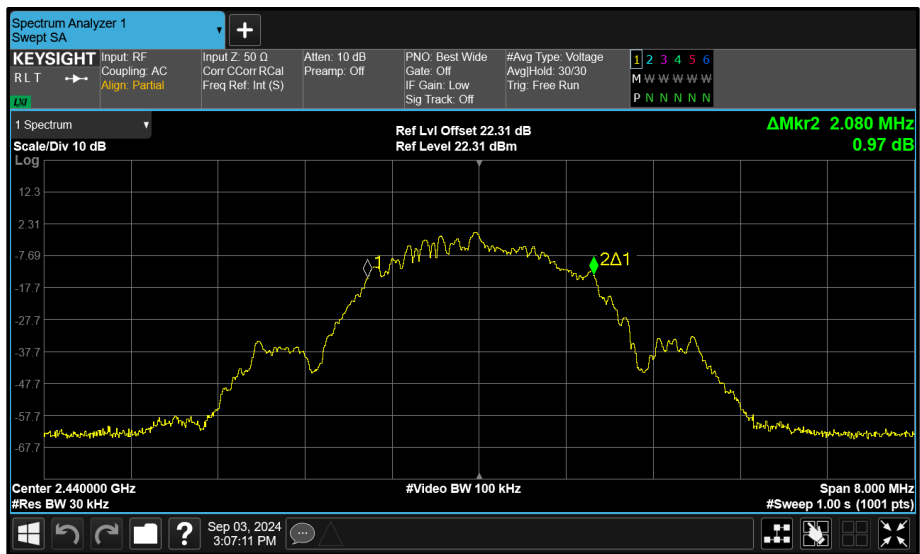 Spectrum Analyzer 1
Swept SA
+
KEYSIGHT
R L T
LXI
Input: RF
Coupling: AC
Align: Partial
Input Z: 50 Ω
Corr CCorr RCal
Freq Ref: Int (S)
Atten: 10 dB
Preamp: Off
PNO: Best Wide
Gate: Off
IF Gain: Low
Sig Track: Off
#Avg Type: Voltage
Avg|Hold: 30/30
Trig: Free Run
1 2 3 4 5 6
M W W W W W
P N N N N N
1 Spectrum
Scale/Div 10 dB
Ref Lvl Offset 22.31 dB
Ref Level 22.31 dBm
ΔMkr2 2.080 MHz
0.97 dB
Log
12.3
2.31
-7.69
-17.7
-27.7
-37.7
-47.7
-57.7
-67.7
1
2Δ1
Center 2.440000 GHz
#Res BW 30 kHz
#Video BW 100 kHz
Span 8.000 MHz
#Sweep 1.00 s (1001 pts)
?
Sep 03, 2024
3:07:11 PM